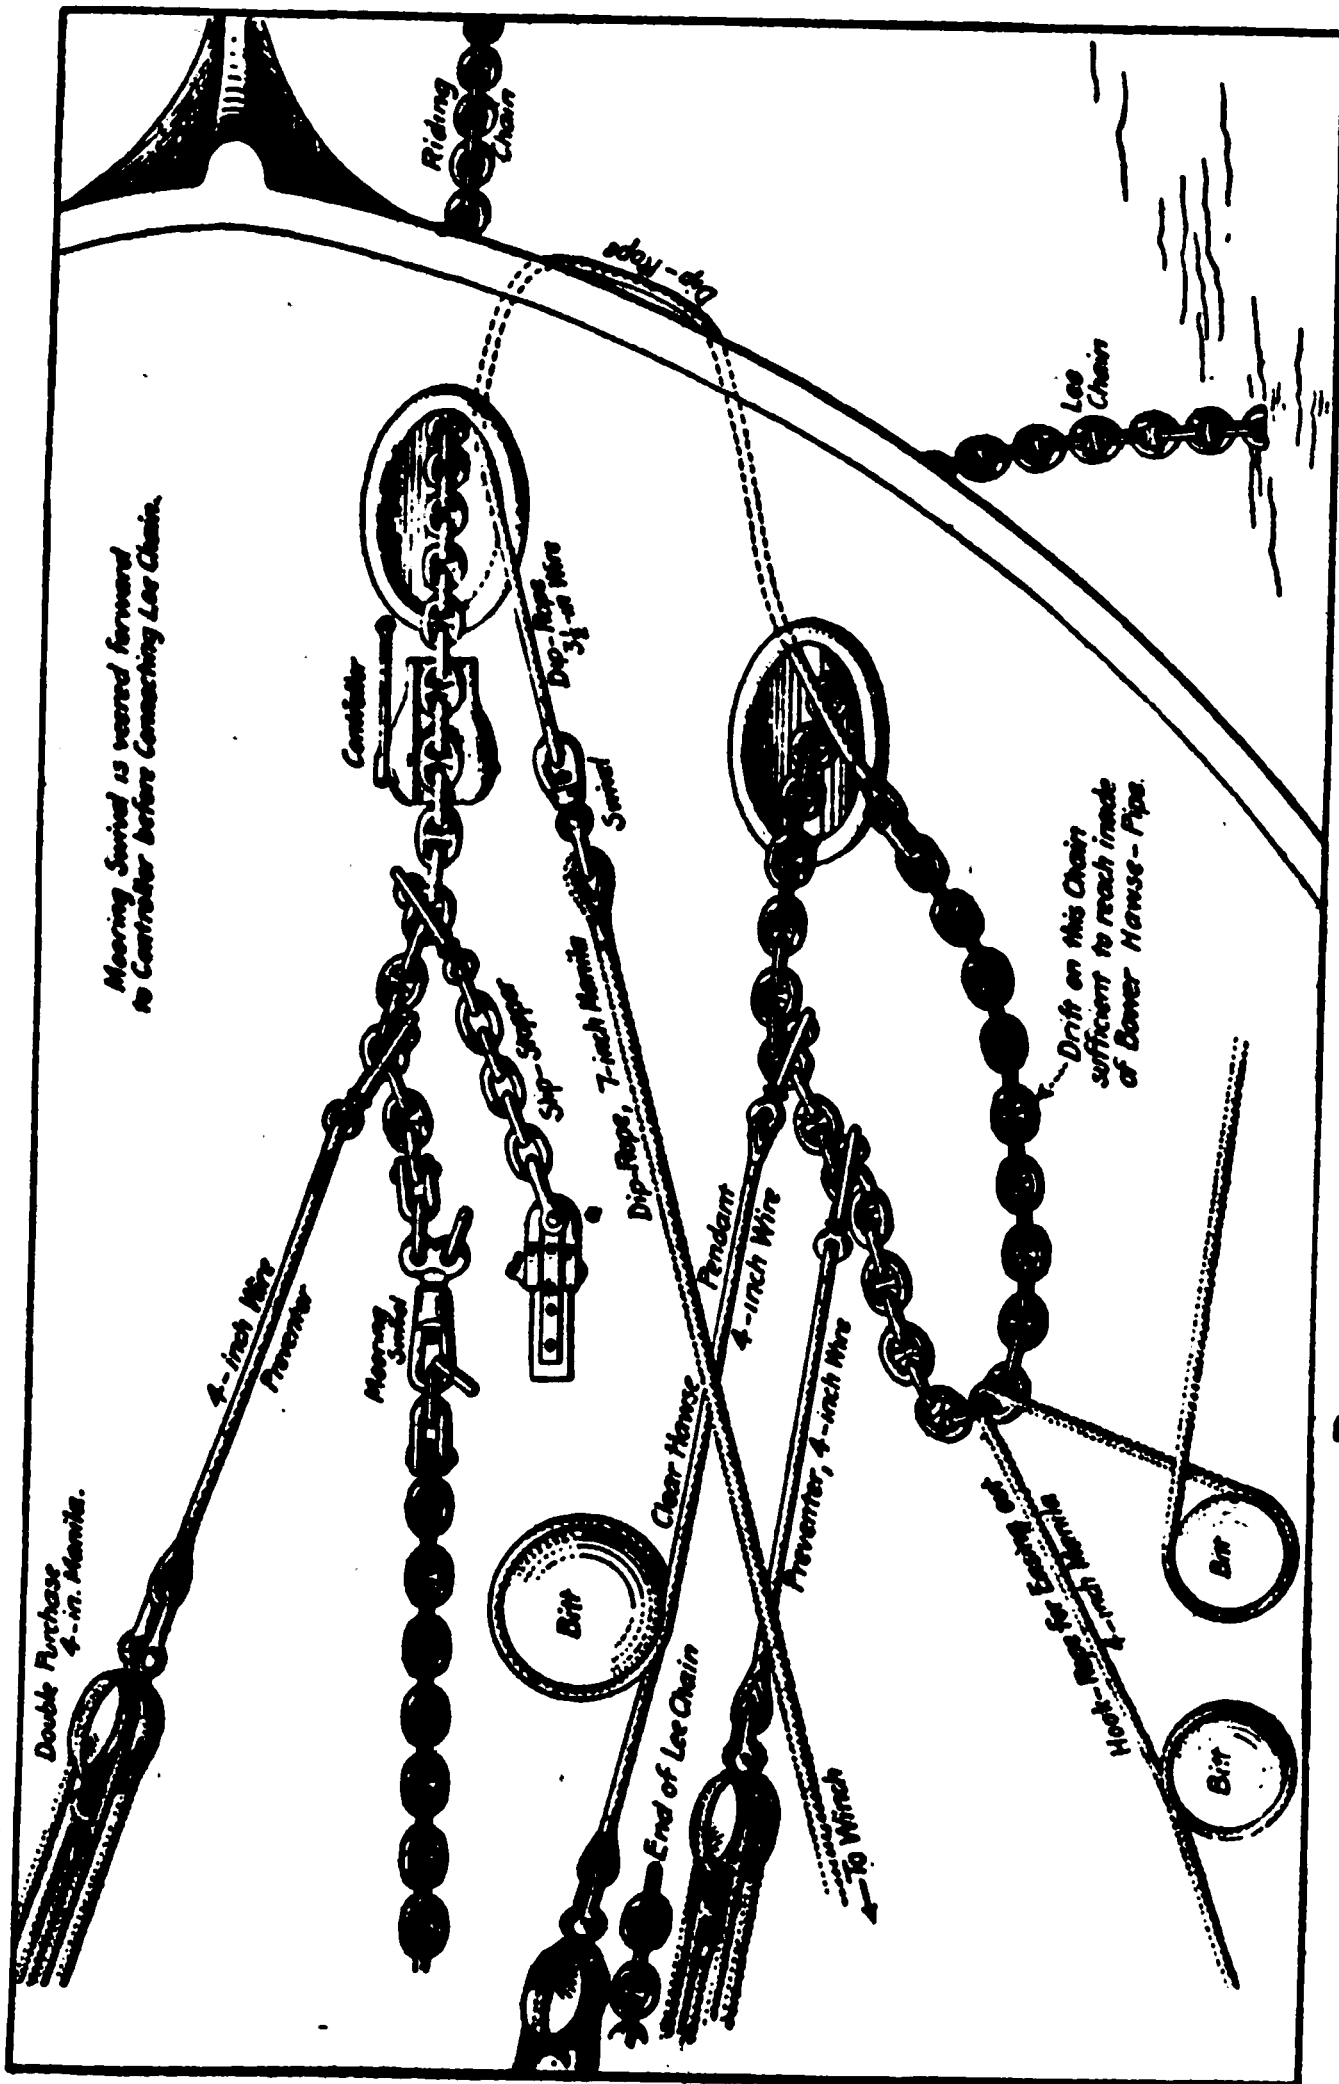 Mooring Swivel is veered forward
to Controller before Connecting Lee Chain.
Riding
Chain
Dip-Rope
Lee
Chain
Controller
Dip-Rope
3½-in Wire
Swivel
Slip-Stopper
Dip-Rope, 7-inch Manila
Drift on this Chain
sufficient to reach inside
of Bower Hawse-Pipe.
4-inch Wire
Preventer
Mooring
Swivel
Clear Hawse
Pendant
4-inch Wire
Preventer, 4-inch Wire
Double Purchase
4-in. Manila.
Bitt
End of Lee Chain
To Winch
Hook-Rope for Easing out
4-inch Manila
Bitt
Bitt